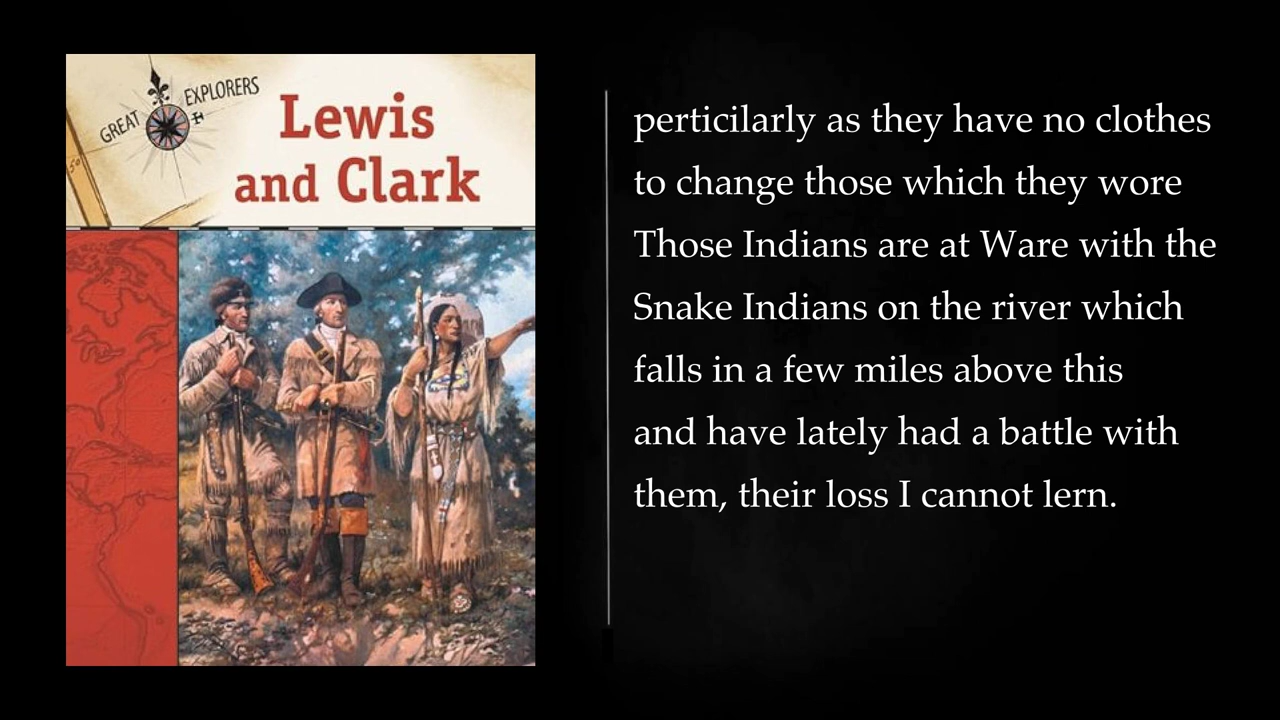 GREAT EXPLORERS
Lewis
and Clark
50
perticilarly as they have no clothes
to change those which they wore
Those Indians are at Ware with the
Snake Indians on the river which
falls in a few miles above this
and have lately had a battle with
them, their loss I cannot lern.